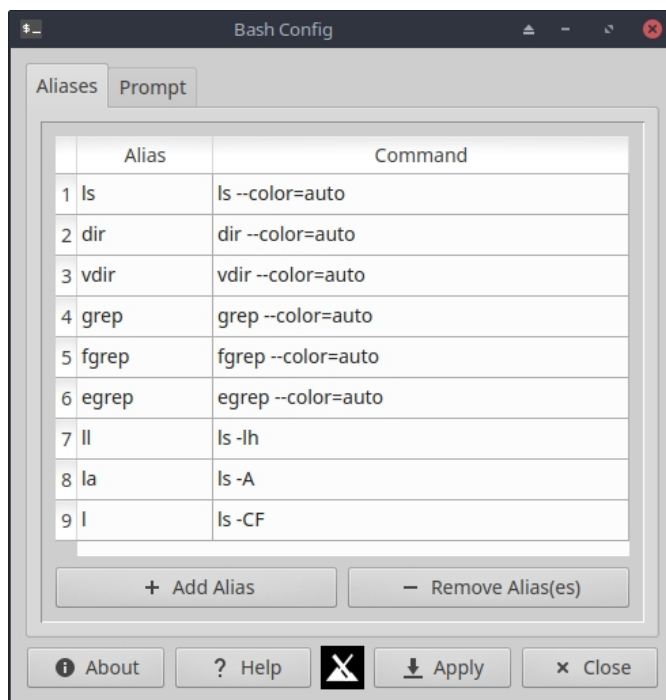 $_ Bash Config
Aliases Prompt
Alias Command
1 ls ls --color=auto
2 dir dir --color=auto
3 vdir vdir --color=auto
4 grep grep --color=auto
5 fgrep fgrep --color=auto
6 egrep egrep --color=auto
7 ll ls -lh
8 la ls -A
9 l ls -CF
+ Add Alias − Remove Alias(es)
About ? Help Apply × Close